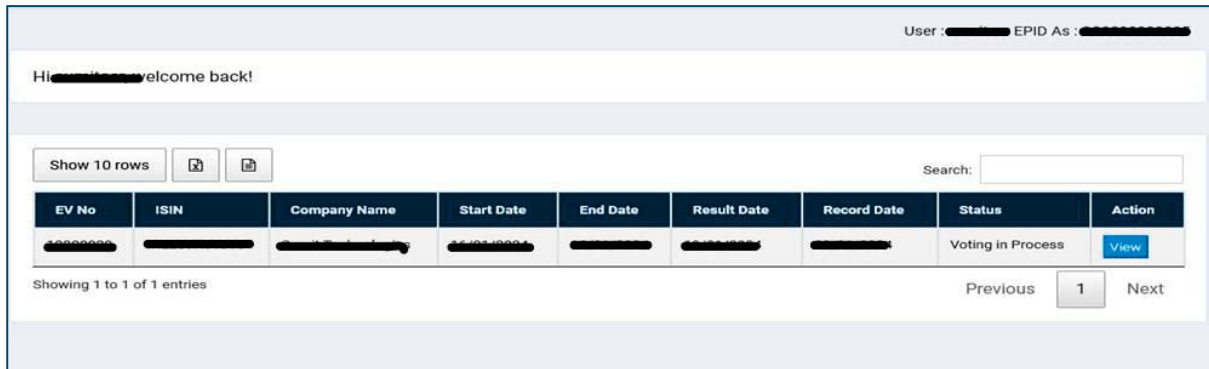 User : EPID As :
Hi welcome back!
Show 10 rows
Search:
EV No ISIN Company Name Start Date End Date Result Date Record Date Status Action
Voting in Process View
Showing 1 to 1 of 1 entries
Previous 1 Next